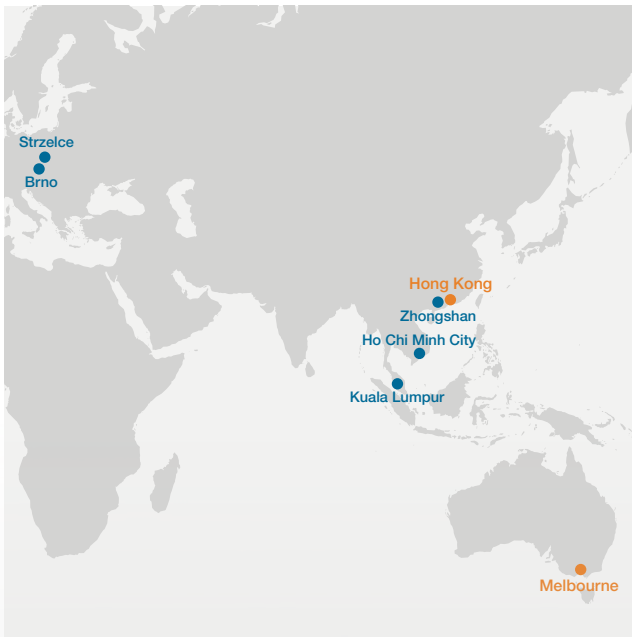 Strzelce
Brno
Hong Kong
Zhongshan
Ho Chi Minh City
Kuala Lumpur
Melbourne